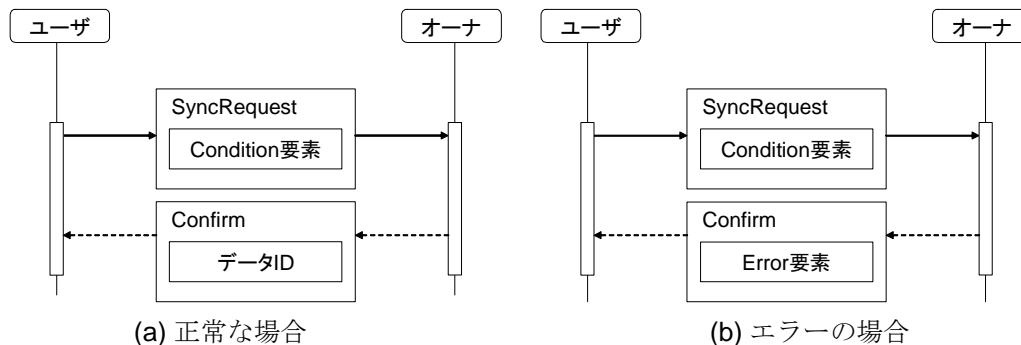 ユーザ
オーナ
SyncRequest
Condition要素
Confirm
データID
(a) 正常な場合
ユーザ
オーナ
SyncRequest
Condition要素
Confirm
Error要素
(b) エラーの場合